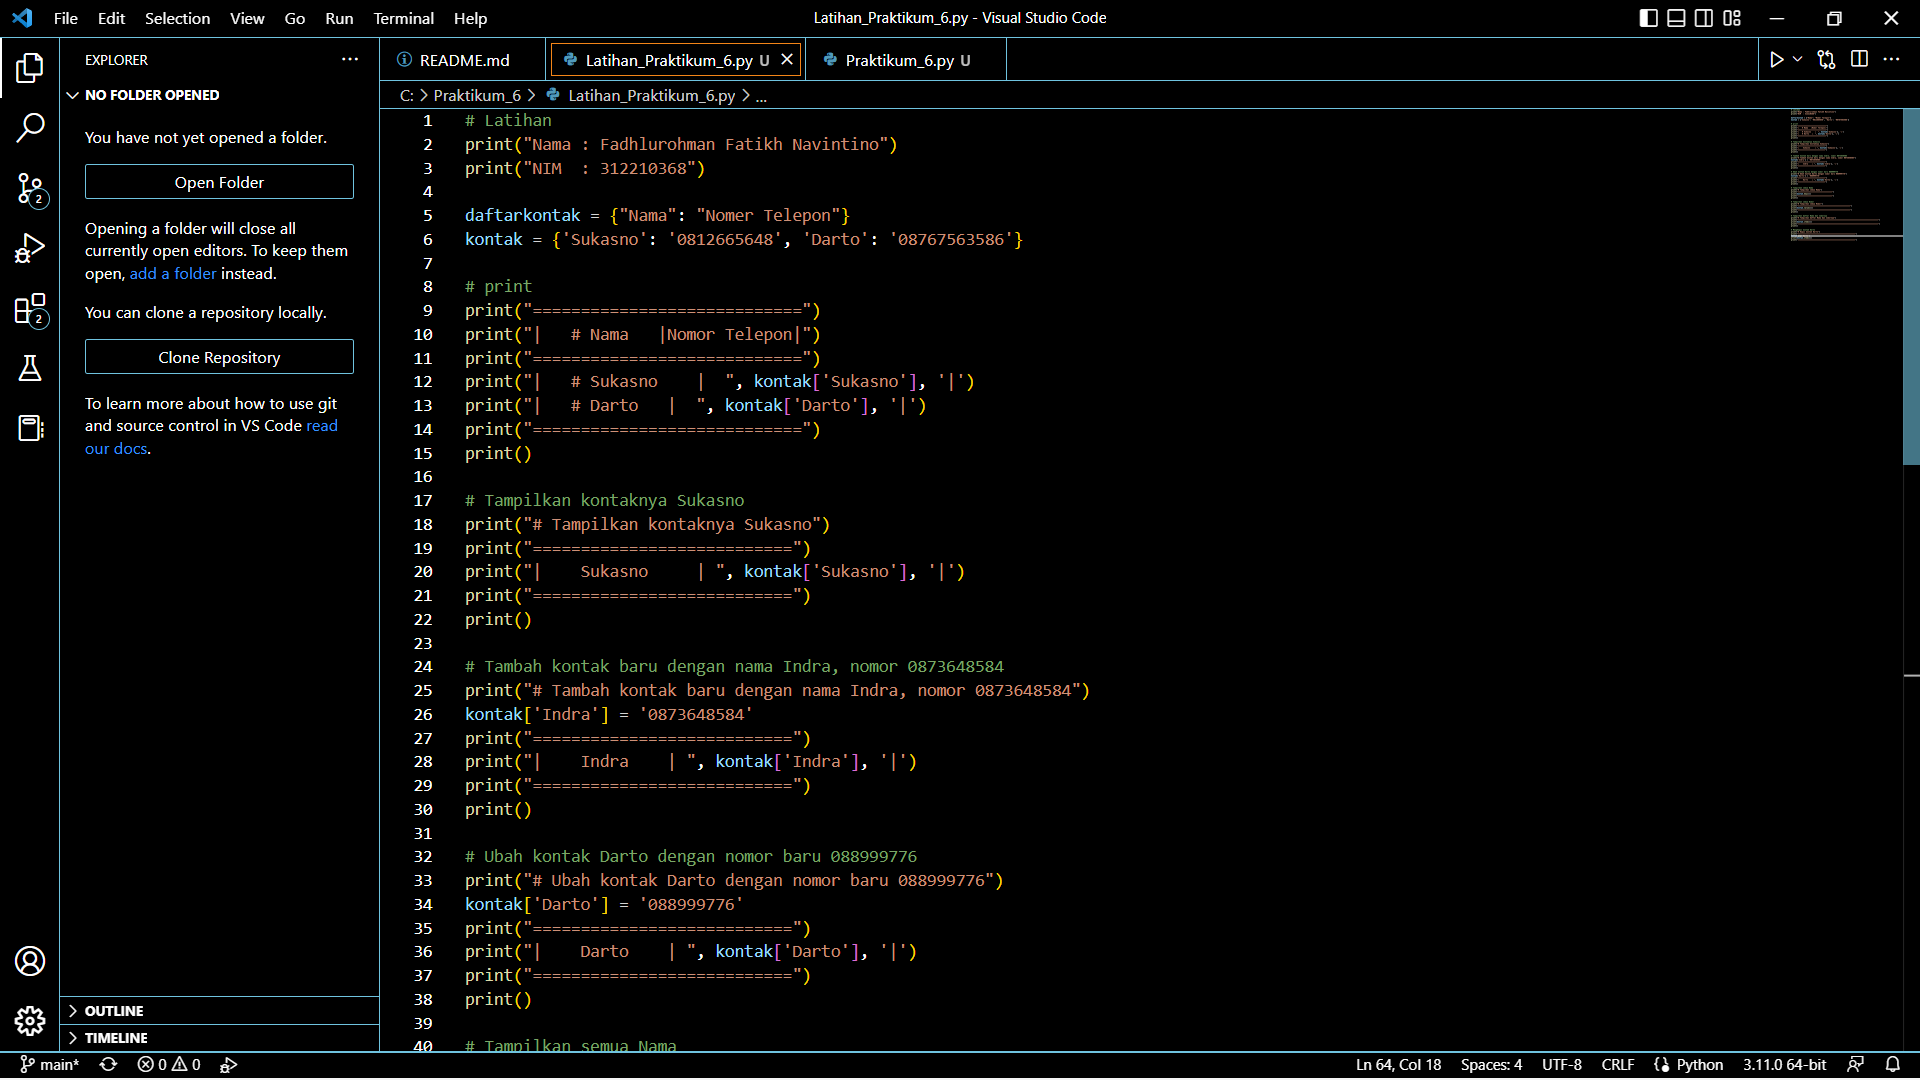 File Edit Selection View Go Run Terminal Help
Latihan_Praktikum_6.py - Visual Studio Code
EXPLORER
NO FOLDER OPENED
You have not yet opened a folder.
Open Folder
Opening a folder will close all
currently open editors. To keep them
open, add a folder instead.
You can clone a repository locally.
Clone Repository
To learn more about how to use git
and source control in VS Code read
our docs.
OUTLINE
TIMELINE
2
2
README.md
Latihan_Praktikum_6.py U
Praktikum_6.py U
C: > Praktikum_6 > Latihan_Praktikum_6.py > ...
1 # Latihan
2 print("Nama : Fadhlurohman Fatikh Navintino")
3 print("NIM  : 312210368")
4
5 daftarkontak = {"Nama": "Nomer Telepon"}
6 kontak = {'Sukasno': '0812665648', 'Darto': '08767563586'}
7
8 # print
9 print("============================")
10 print("|   # Nama   |Nomor Telepon|")
11 print("============================")
12 print("|   # Sukasno    |  ", kontak['Sukasno'], '|')
13 print("|   # Darto   |  ", kontak['Darto'], '|')
14 print("============================")
15 print()
16
17 # Tampilkan kontaknya Sukasno
18 print("# Tampilkan kontaknya Sukasno")
19 print("===========================")
20 print("|    Sukasno     | ", kontak['Sukasno'], '|')
21 print("===========================")
22 print()
23
24 # Tambah kontak baru dengan nama Indra, nomor 0873648584
25 print("# Tambah kontak baru dengan nama Indra, nomor 0873648584")
26 kontak['Indra'] = '0873648584'
27 print("===========================")
28 print("|    Indra    | ", kontak['Indra'], '|')
29 print("===========================")
30 print()
31
32 # Ubah kontak Darto dengan nomor baru 088999776
33 print("# Ubah kontak Darto dengan nomor baru 088999776")
34 kontak['Darto'] = '088999776'
35 print("===========================")
36 print("|    Darto    | ", kontak['Darto'], '|')
37 print("===========================")
38 print()
39
40 # Tampilkan semua Nama
main* 0 0
Ln 64, Col 18 Spaces: 4 UTF-8 CRLF Python 3.11.0 64-bit